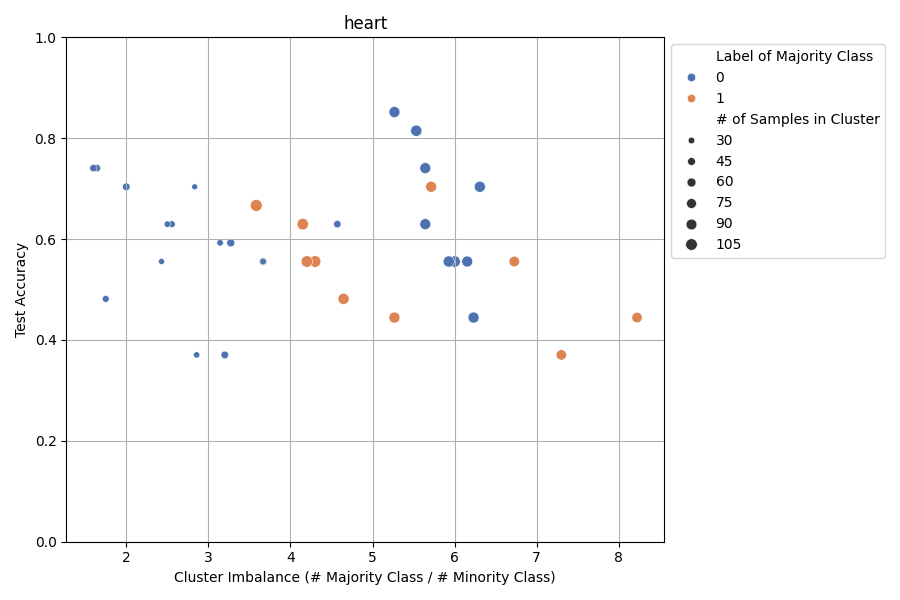 heart
1.0
0.8
0.6
0.4
0.2
0.0
Test Accuracy
2 3 4 5 6 7 8
Cluster Imbalance (# Majority Class / # Minority Class)
Label of Majority Class
0
1
# of Samples in Cluster
30
45
60
75
90
105